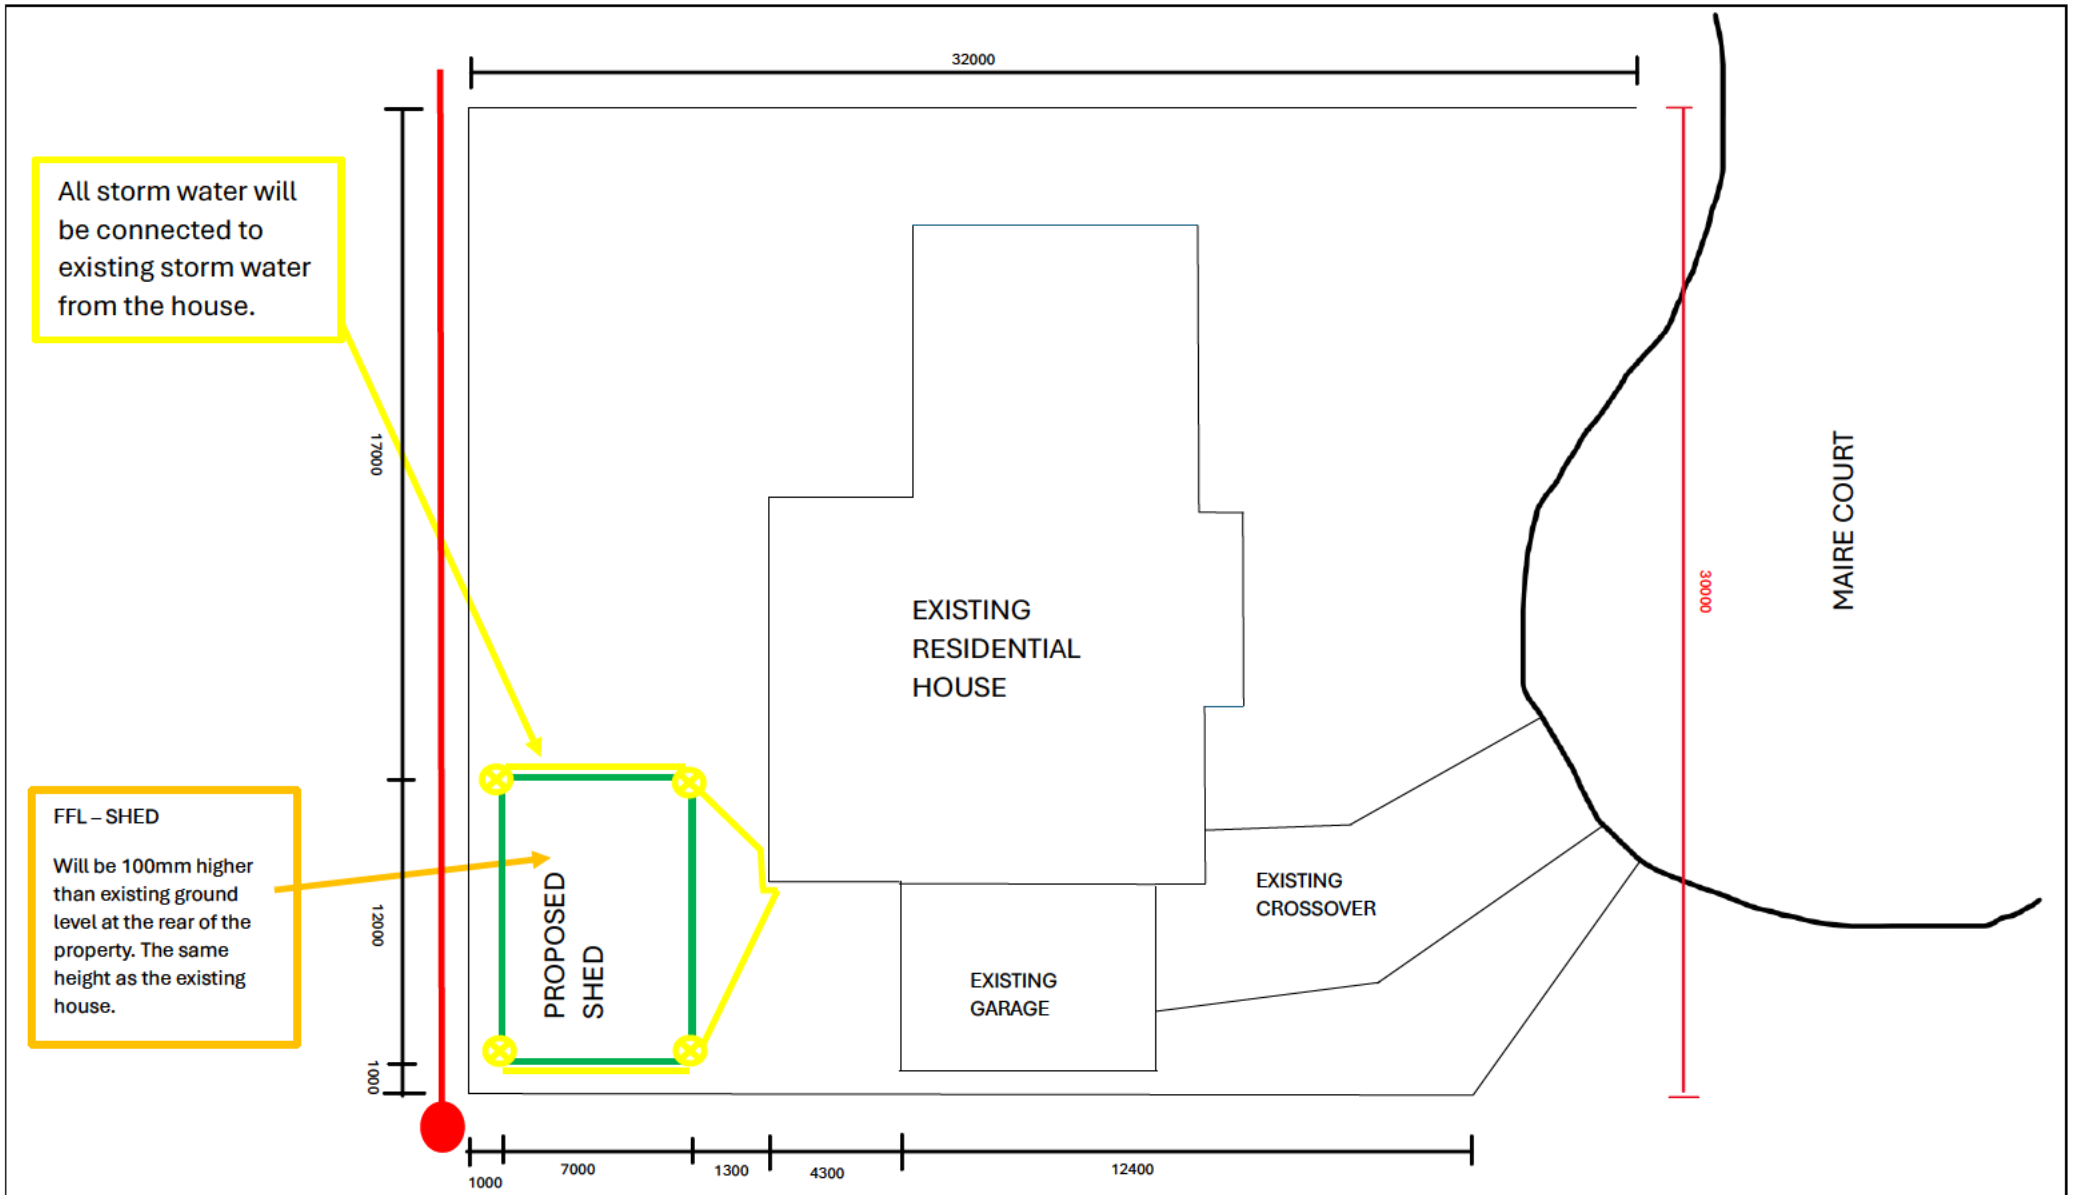 32000
All storm water will
be connected to
existing storm water
from the house.
17000
30000
MAIRE COURT
EXISTING
RESIDENTIAL
HOUSE
FFL – SHED
Will be 100mm higher
than existing ground
level at the rear of the
property. The same
height as the existing
house.
12000
PROPOSED
SHED
EXISTING
CROSSOVER
EXISTING
GARAGE
1000
1000
7000
1300
4300
12400